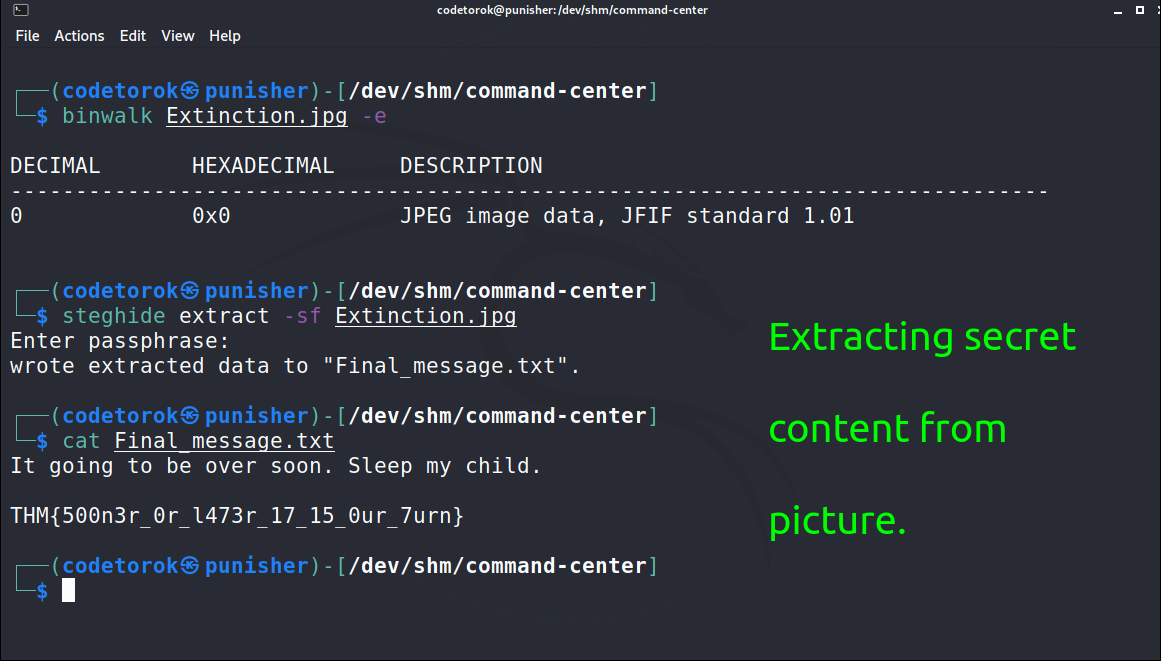 codetorok@punisher:/dev/shm/command-center
File Actions Edit View Help
┌──(codetorok㉿punisher)-[/dev/shm/command-center]
└─$ binwalk Extinction.jpg -e
DECIMAL HEXADECIMAL DESCRIPTION
--------------------------------------------------------------------------------
0 0x0 JPEG image data, JFIF standard 1.01
┌──(codetorok㉿punisher)-[/dev/shm/command-center]
└─$ steghide extract -sf Extinction.jpg
Enter passphrase:
wrote extracted data to "Final_message.txt".
┌──(codetorok㉿punisher)-[/dev/shm/command-center]
└─$ cat Final_message.txt
It going to be over soon. Sleep my child.
THM{500n3r_0r_l473r_17_15_0ur_7urn}
┌──(codetorok㉿punisher)-[/dev/shm/command-center]
└─$
Extracting secret
content from
picture.